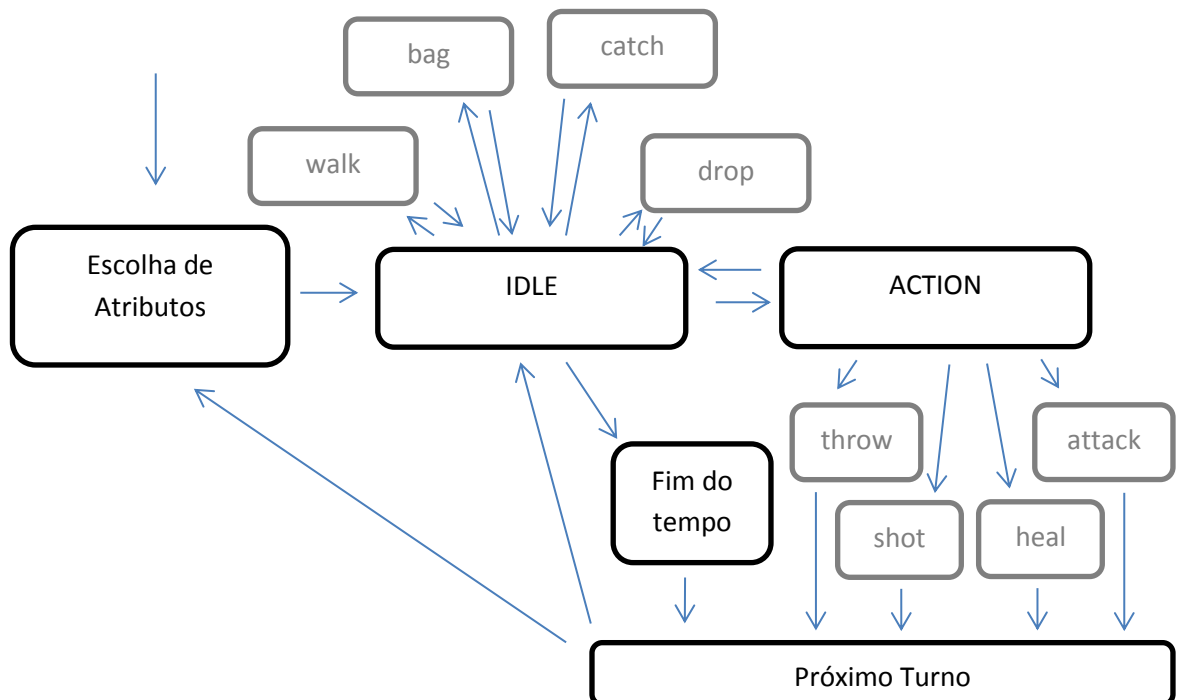 bag
catch
walk
drop
Escolha de
Atributos
IDLE
ACTION
throw
attack
Fim do
tempo
shot
heal
Próximo Turno